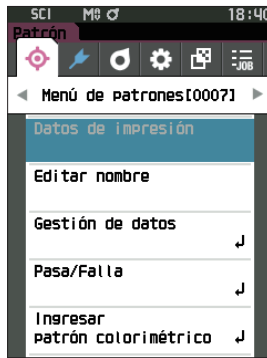 SCI M0 18:40
Patrón
-JOB
Menú de patrones[0007]
Datos de impresión
Editar nombre
Gestión de datos
Pasa/Falla
Ingresar
patrón colorimétrico